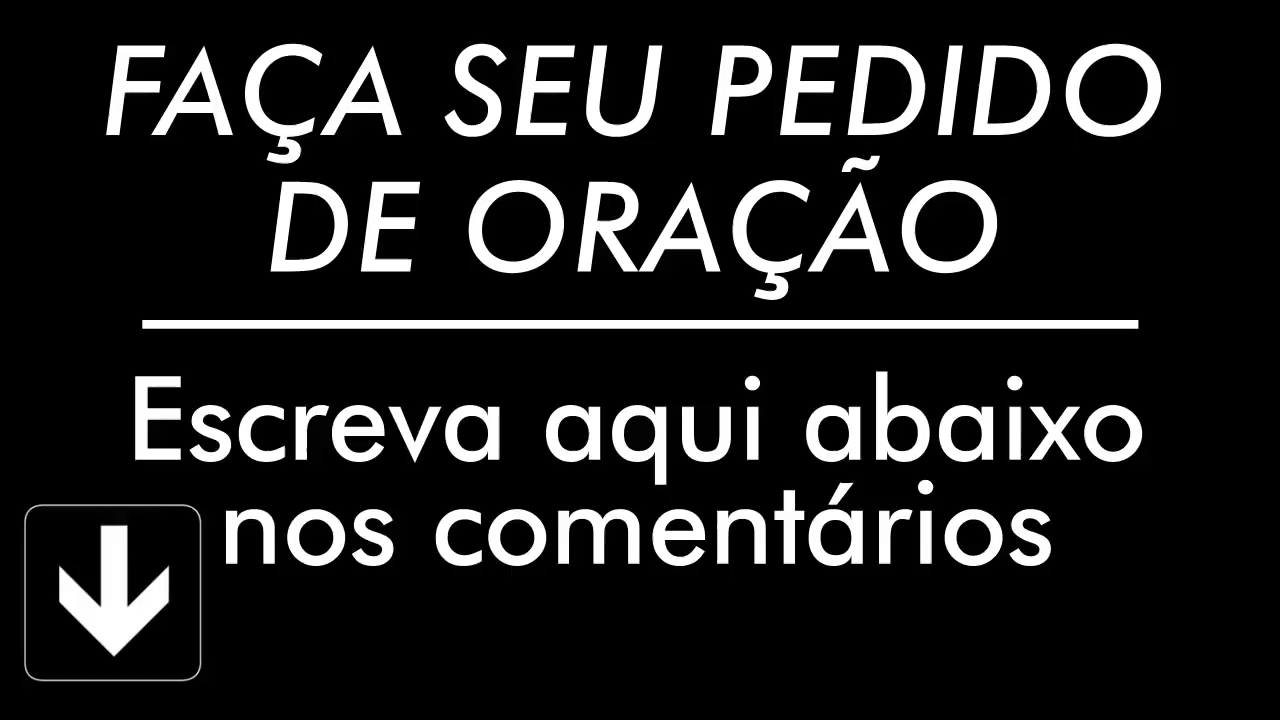 FAÇA SEU PEDIDO
DE ORAÇÃO
Escreva aqui abaixo
nos comentários